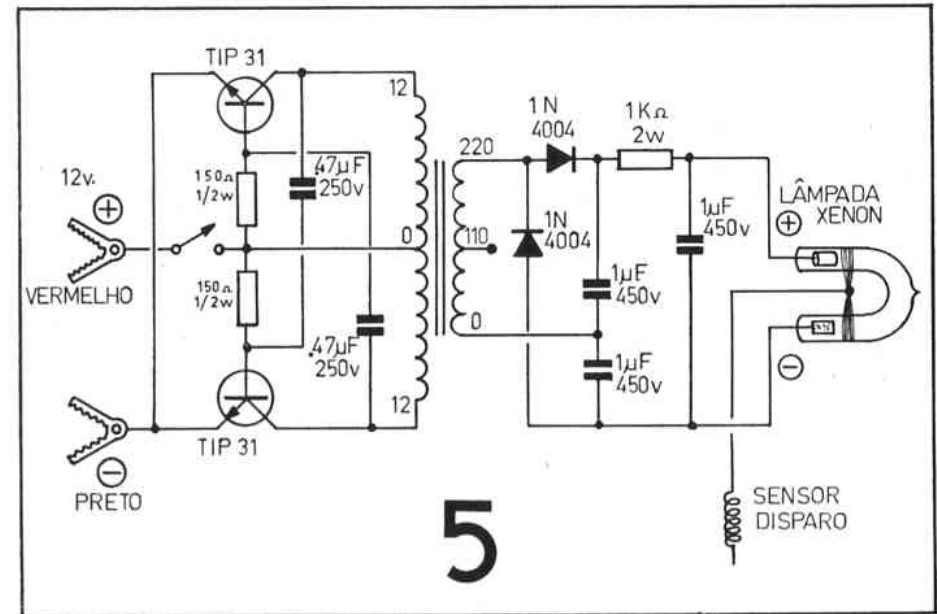 TIP 31
12v.
+
VERMELHO
150Ω
1/2w
150Ω
1/2w
.47µF
250v
.47µF
250v
12
0
12
TIP 31
−
PRETO
220
110
0
1N
4004
1N
4004
1KΩ
2w
1µF
450v
1µF
450v
1µF
450v
LÂMPADA
XENON
+
−
SENSOR
DISPARO
5